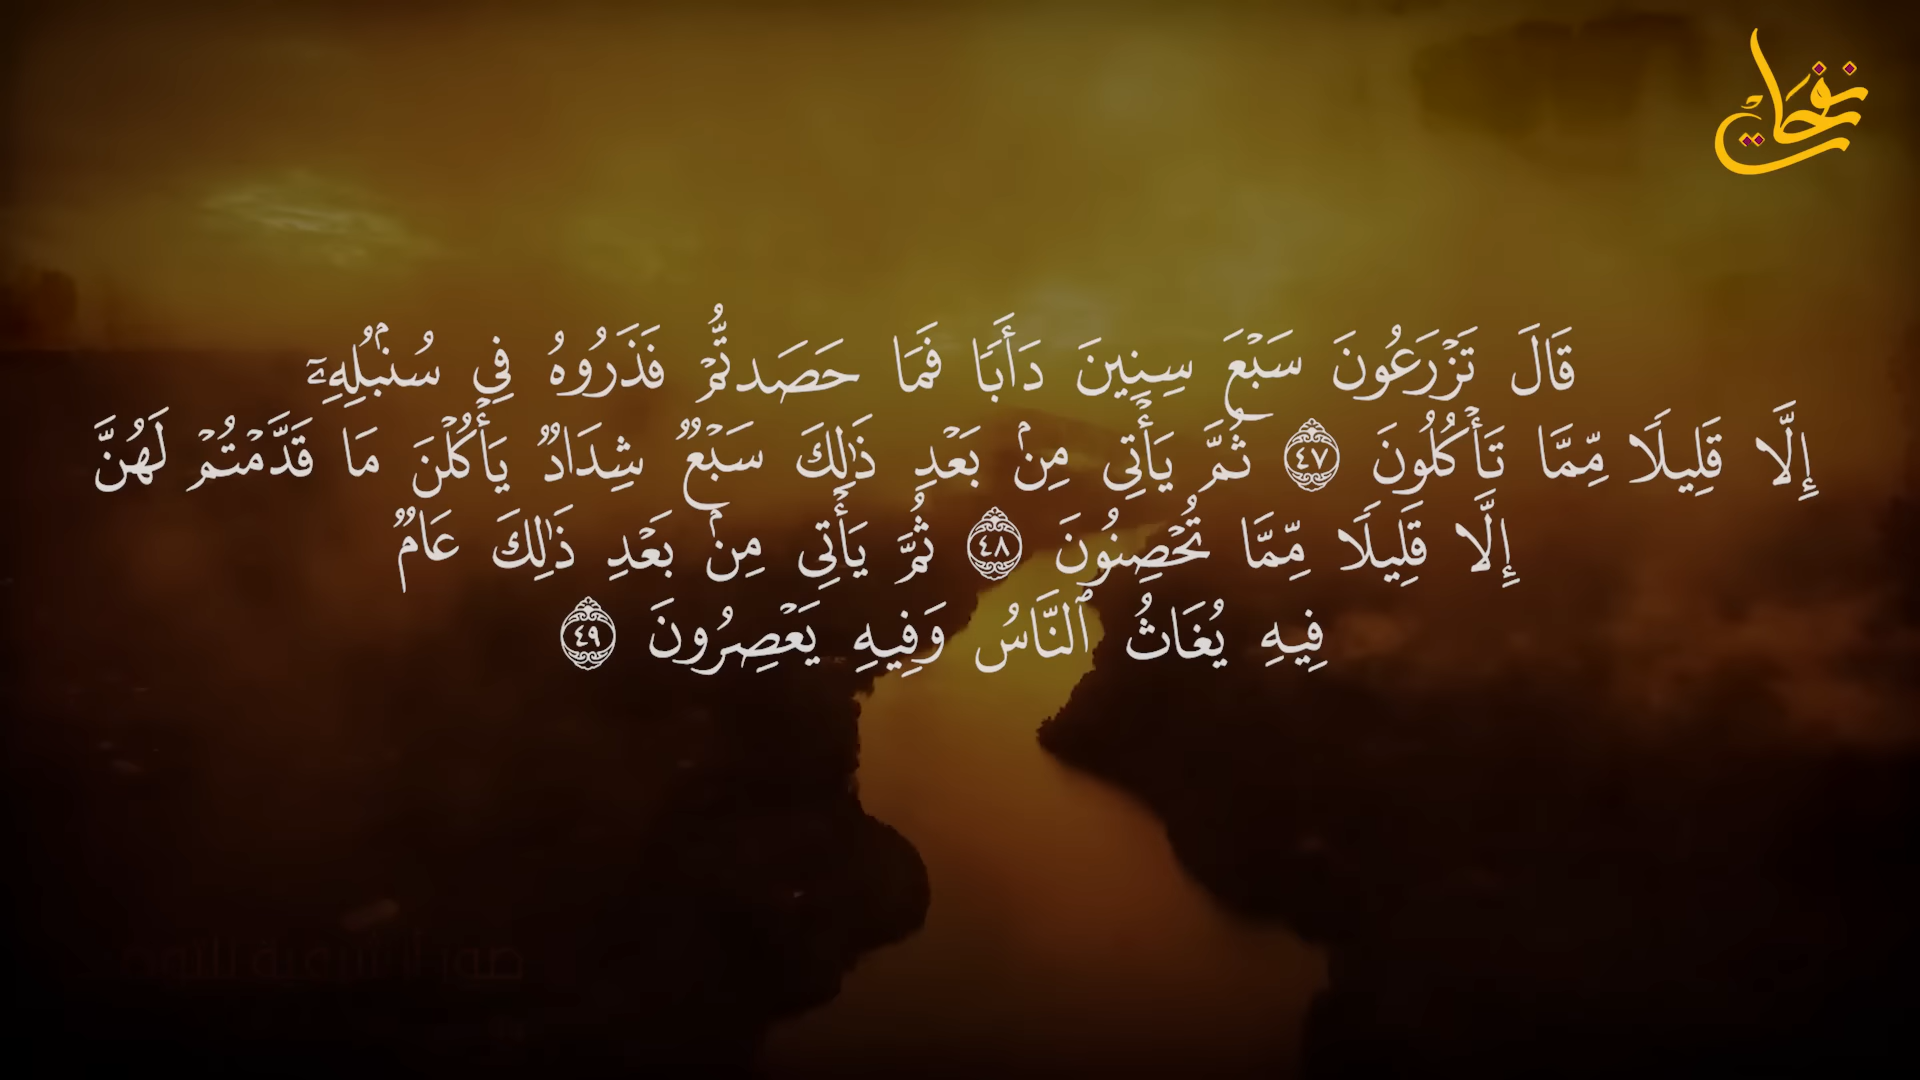 نفحات
قَالَ تَزۡرَعُونَ سَبۡعَ سِنِينَ دَأَبٗا فَمَا حَصَدتُّمۡ فَذَرُوهُ فِي سُنۢبُلِهِۦٓ
إِلَّا قَلِيلٗا مِّمَّا تَأۡكُلُونَ ٤٧ ثُمَّ يَأۡتِي مِنۢ بَعۡدِ ذَٰلِكَ سَبۡعٞ شِدَادٞ يَأۡكُلۡنَ مَا قَدَّمۡتُمۡ لَهُنَّ
إِلَّا قَلِيلٗا مِّمَّا تُحۡصِنُونَ ٤٨ ثُمَّ يَأۡتِي مِنۢ بَعۡدِ ذَٰلِكَ عَامٞ
فِيهِ يُغَاثُ ٱلنَّاسُ وَفِيهِ يَعۡصِرُونَ ٤٩